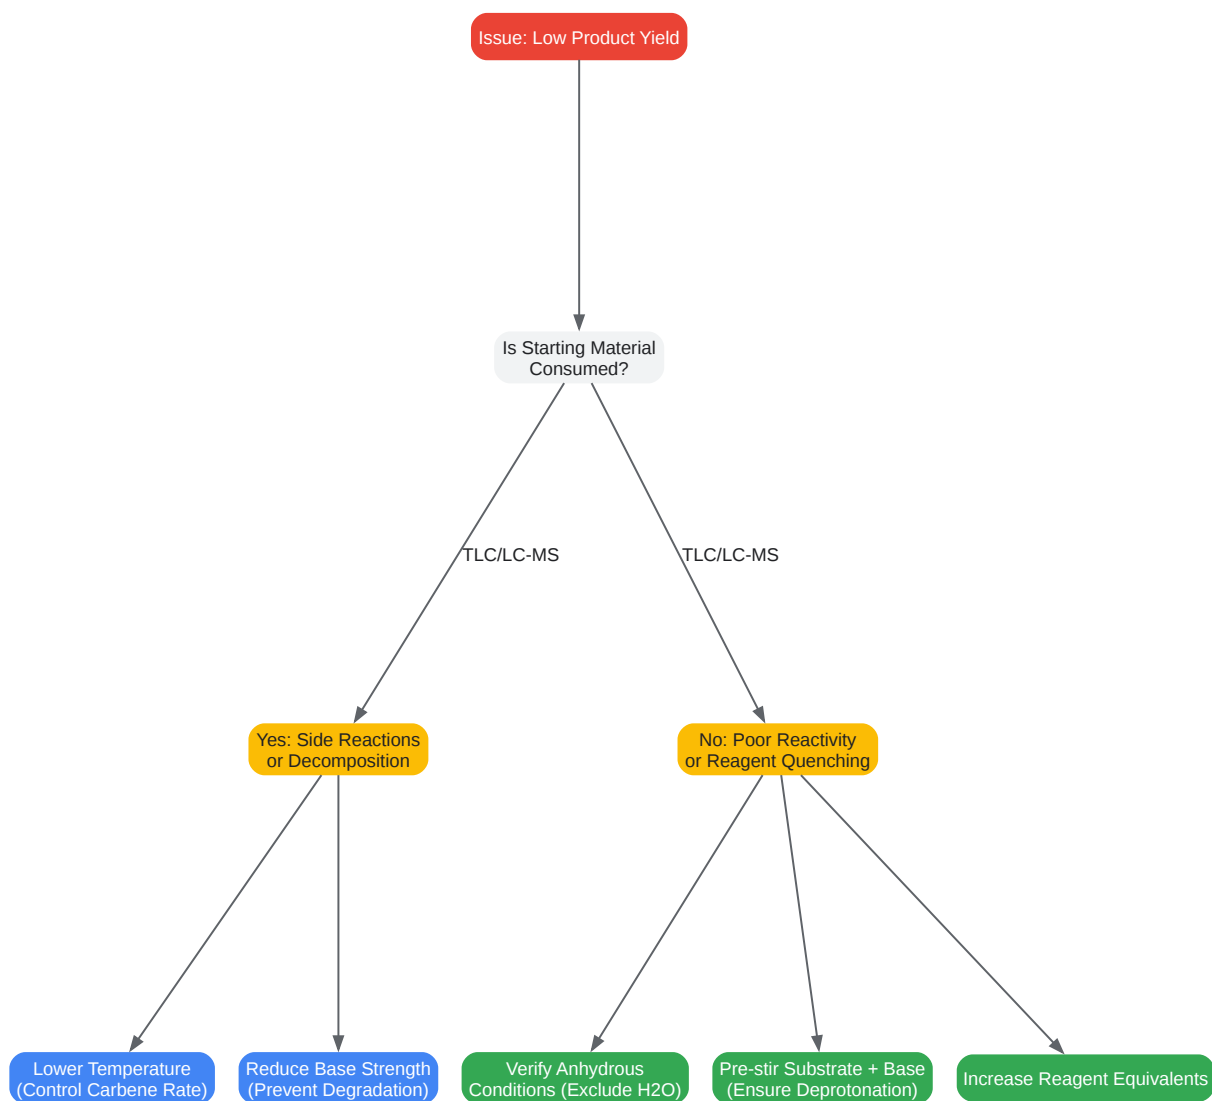 Issue: Low Product Yield
Is Starting Material
Consumed?
TLC/LC-MS
TLC/LC-MS
Yes: Side Reactions
or Decomposition
No: Poor Reactivity
or Reagent Quenching
Lower Temperature
(Control Carbene Rate)
Reduce Base Strength
(Prevent Degradation)
Verify Anhydrous
Conditions (Exclude H2O)
Pre-stir Substrate + Base
(Ensure Deprotonation)
Increase Reagent Equivalents